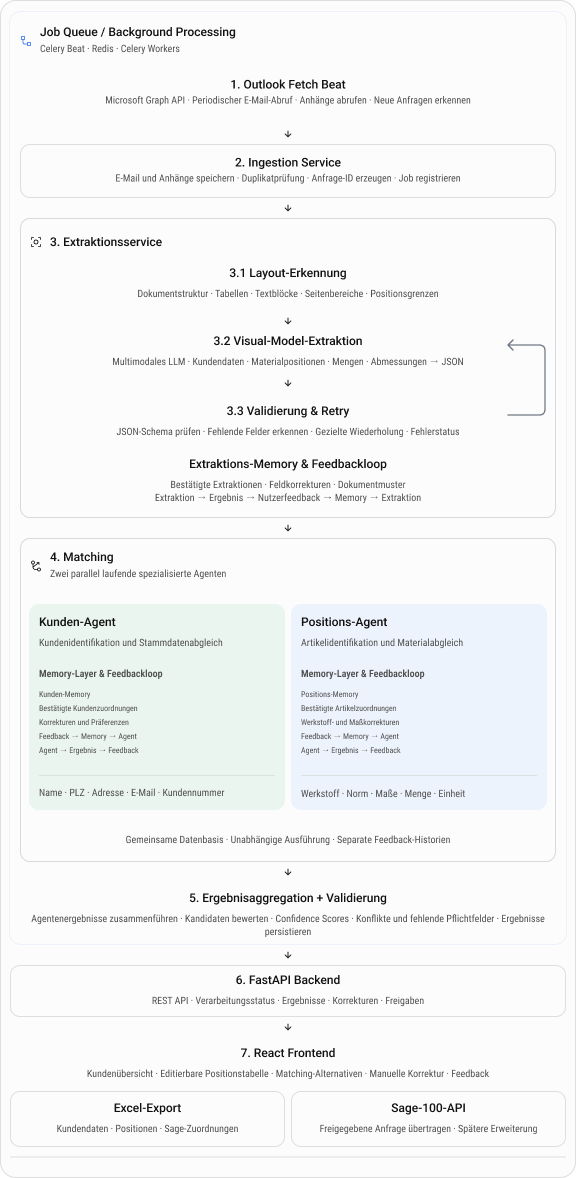 Job Queue / Background Processing
Celery Beat · Redis · Celery Workers
1. Outlook Fetch Beat
Microsoft Graph API · Periodischer E-Mail-Abruf · Anhänge abrufen · Neue Anfragen erkennen
↓
2. Ingestion Service
E-Mail und Anhänge speichern · Duplikatprüfung · Anfrage-ID erzeugen · Job registrieren
↓
3. Extraktionsservice
3.1 Layout-Erkennung
Dokumentstruktur · Tabellen · Textblöcke · Seitenbereiche · Positionsgrenzen
↓
3.2 Visual-Model-Extraktion
Multimodales LLM · Kundendaten · Materialpositionen · Mengen · Abmessungen → JSON
↓
3.3 Validierung & Retry
JSON-Schema prüfen · Fehlende Felder erkennen · Gezielte Wiederholung · Fehlerstatus
Extraktions-Memory & Feedbackloop
Bestätigte Extraktionen · Feldkorrekturen · Dokumentmuster
Extraktion → Ergebnis → Nutzerfeedback → Memory → Extraktion
↓
4. Matching
Zwei parallel laufende spezialisierte Agenten
Kunden-Agent
Kundenidentifikation und Stammdatenabgleich
Memory-Layer & Feedbackloop
Kunden-Memory
Bestätigte Kundenzuordnungen
Korrekturen und Präferenzen
Feedback → Memory → Agent
Agent → Ergebnis → Feedback
Name · PLZ · Adresse · E-Mail · Kundennummer
Positions-Agent
Artikelidentifikation und Materialabgleich
Memory-Layer & Feedbackloop
Positions-Memory
Bestätigte Artikelzuordnungen
Werkstoff- und Maßkorrekturen
Feedback → Memory → Agent
Agent → Ergebnis → Feedback
Werkstoff · Norm · Maße · Menge · Einheit
Gemeinsame Datenbasis · Unabhängige Ausführung · Separate Feedback-Historien
↓
5. Ergebnisaggregation + Validierung
Agentenergebnisse zusammenführen · Kandidaten bewerten · Confidence Scores · Konflikte und fehlende Pflichtfelder · Ergebnisse
persistieren
↓
6. FastAPI Backend
REST API · Verarbeitungsstatus · Ergebnisse · Korrekturen · Freigaben
↓
7. React Frontend
Kundenübersicht · Editierbare Positionstabelle · Matching-Alternativen · Manuelle Korrektur · Feedback
Excel-Export
Kundendaten · Positionen · Sage-Zuordnungen
Sage-100-API
Freigegebene Anfrage übertragen · Spätere Erweiterung